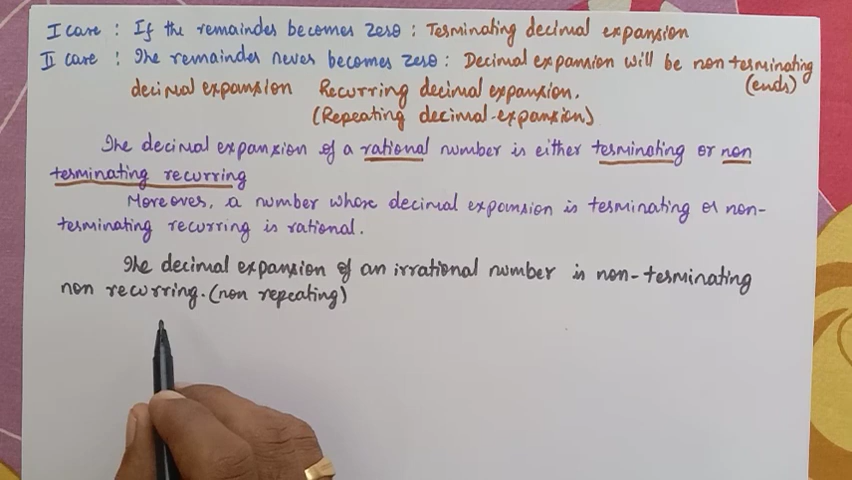 I case : If the remainder becomes zero : Terminating decimal expansion
II case : The remainder never becomes zero : Decimal expansion will be non terminating
(ends)
decimal expansion Recurring decimal expansion.
(Repeating decimal expansion)
The decimal expansion of a rational number is either terminating or non
terminating recurring
Moreover, a number whose decimal expansion is terminating or non-
terminating recurring is rational.
The decimal expansion of an irrational number is non-terminating
non recurring. (non repeating)